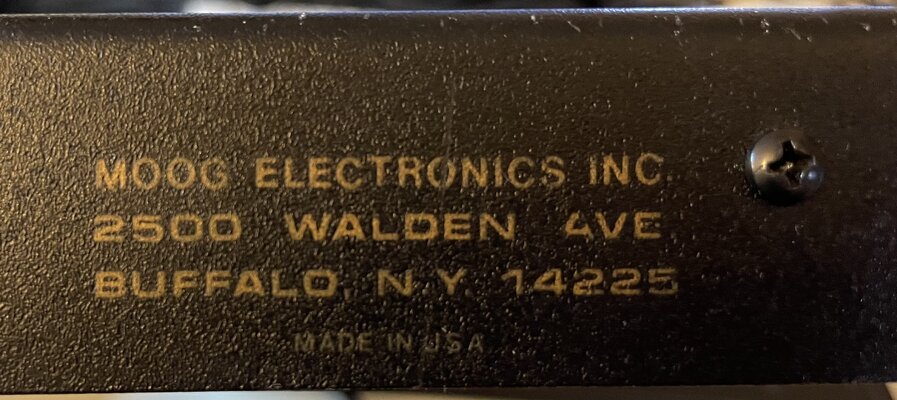 MOOG ELECTRONICS INC.
2500 WALDEN AVE.
BUFFALO, N.Y. 14225
MADE IN USA